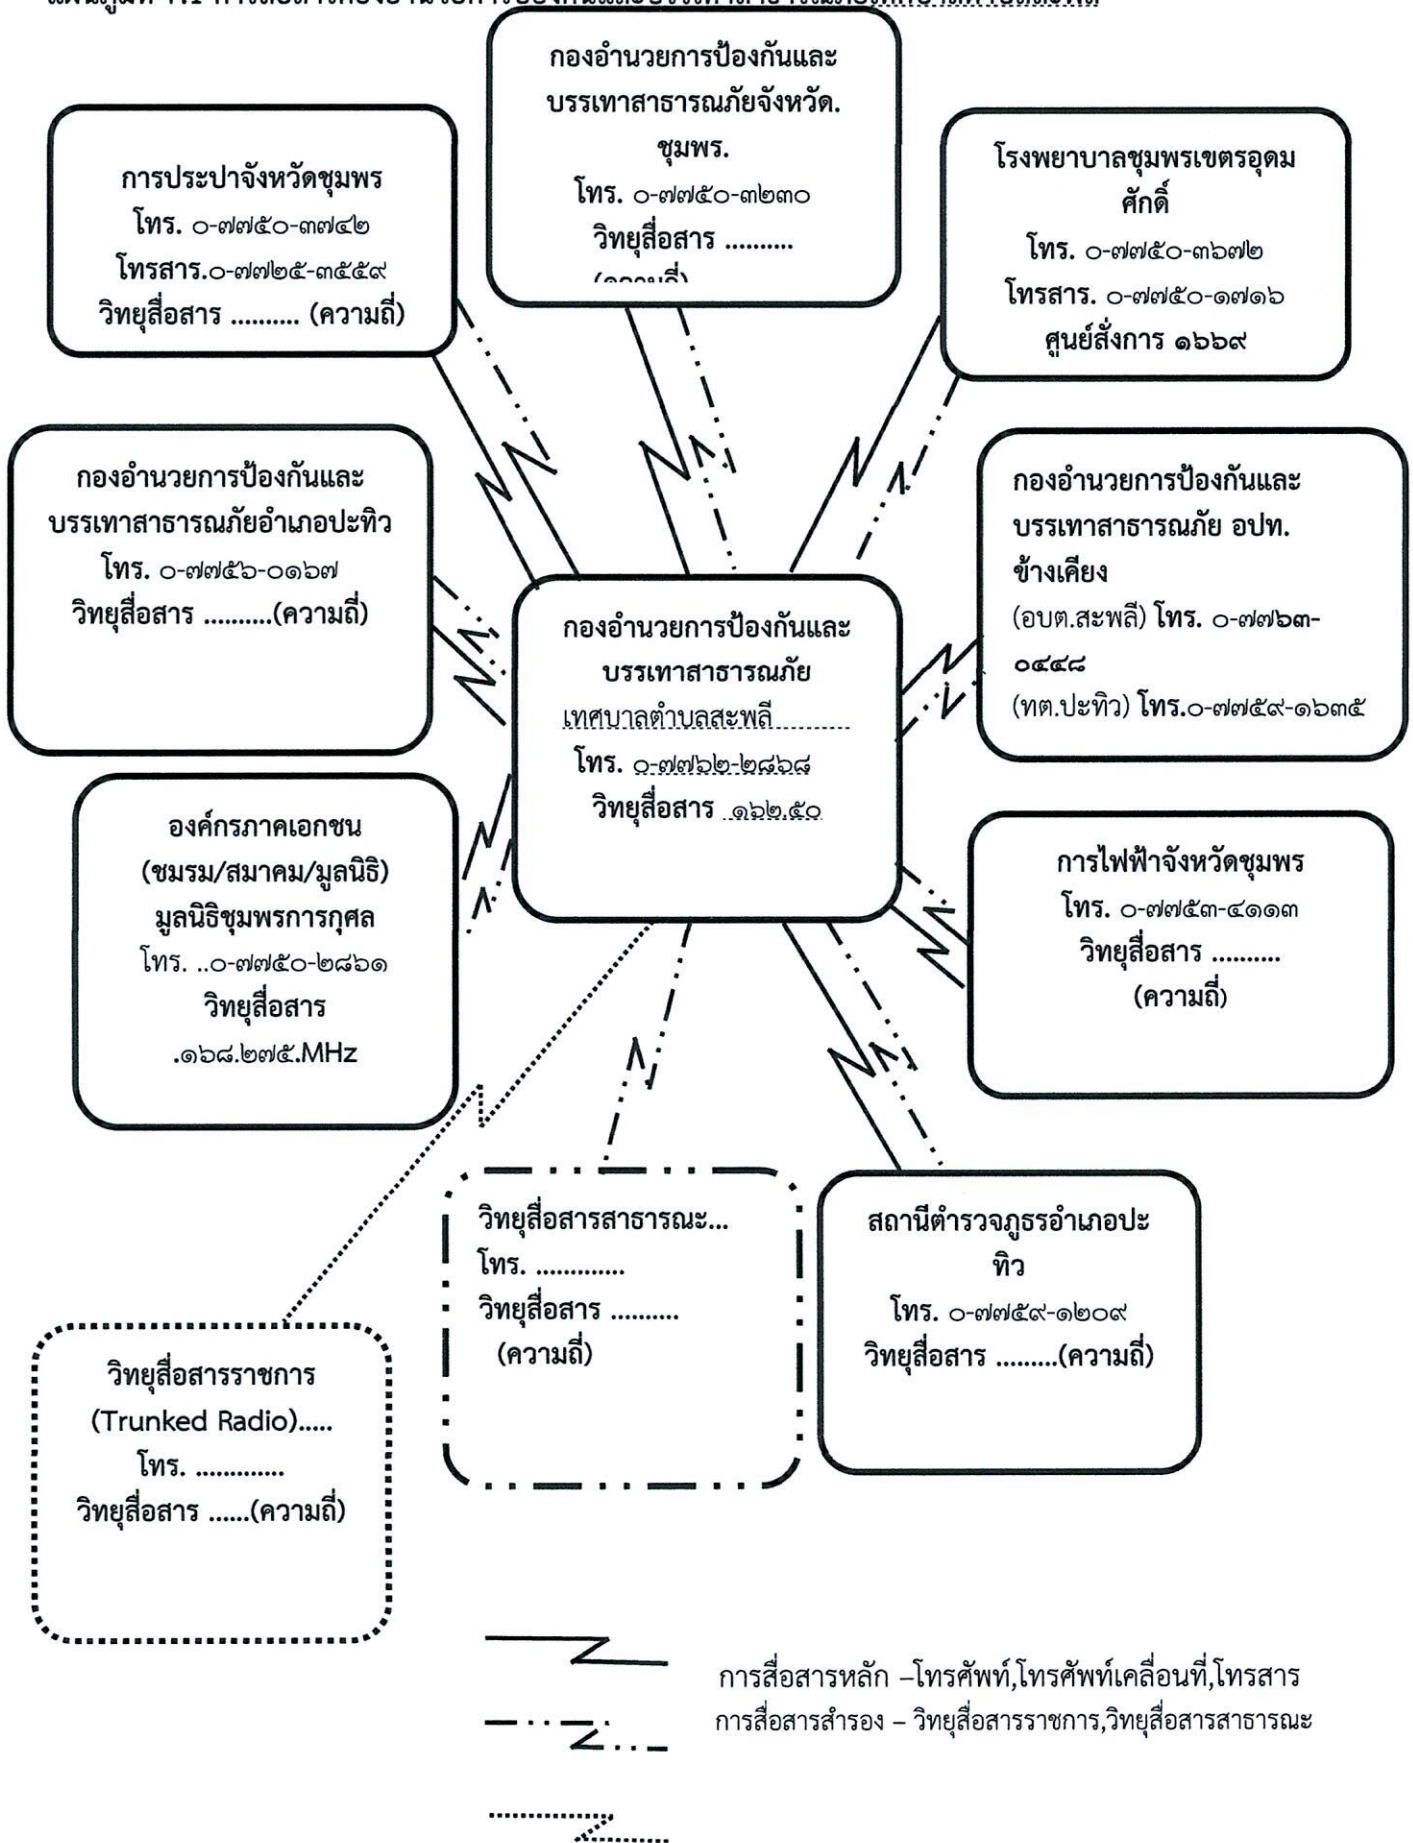 กองอำนวยการป้องกันและ
บรรเทาสาธารณภัยจังหวัด.
ชุมพร.
โทร. ๐-๗๗๕๐-๓๒๓๐
วิทยุสื่อสาร ..........
(ความถี่)
การประปาจังหวัดชุมพร
โทร. ๐-๗๗๕๐-๓๗๔๒
โทรสาร.๐-๗๗๒๕-๓๕๕๙
วิทยุสื่อสาร .......... (ความถี่)
โรงพยาบาลชุมพรเขตรอุดม
ศักดิ์
โทร. ๐-๗๗๕๐-๓๖๗๒
โทรสาร. ๐-๗๗๕๐-๑๗๑๖
ศูนย์สั่งการ ๑๖๖๙
กองอำนวยการป้องกันและ
บรรเทาสาธารณภัยอำเภอปะทิว
โทร. ๐-๗๗๕๖-๐๑๖๗
วิทยุสื่อสาร ..........(ความถี่)
กองอำนวยการป้องกันและ
บรรเทาสาธารณภัย อปท.
ข้างเคียง
(อบต.สะพลี) โทร. ๐-๗๗๖๓-
๐๔๔๘
(ทต.ปะทิว) โทร.๐-๗๗๕๙-๑๖๓๕
กองอำนวยการป้องกันและ
บรรเทาสาธารณภัย
เทศบาลตำบลสะพลี
โทร. ๐-๗๗๖๒-๒๘๖๘
วิทยุสื่อสาร ..๑๖๒.๕๐
องค์กรภาคเอกชน
(ชมรม/สมาคม/มูลนิธิ)
มูลนิธิชุมพรการกุศล
โทร. ..๐-๗๗๕๐-๒๘๖๑
วิทยุสื่อสาร
.๑๖๘.๒๗๕.MHz
การไฟฟ้าจังหวัดชุมพร
โทร. ๐-๗๗๕๓-๔๑๑๓
วิทยุสื่อสาร ..........
(ความถี่)
วิทยุสื่อสารสาธารณะ...
โทร. .............
วิทยุสื่อสาร ..........
(ความถี่)
สถานีตำรวจภูธรอำเภอปะ
ทิว
โทร. ๐-๗๗๕๙-๑๒๐๙
วิทยุสื่อสาร .........(ความถี่)
วิทยุสื่อสารราชการ
(Trunked Radio).....
โทร. .............
วิทยุสื่อสาร ......(ความถี่)
การสื่อสารหลัก –โทรศัพท์,โทรศัพท์เคลื่อนที่,โทรสาร
การสื่อสารสำรอง – วิทยุสื่อสารราชการ,วิทยุสื่อสารสาธารณะ